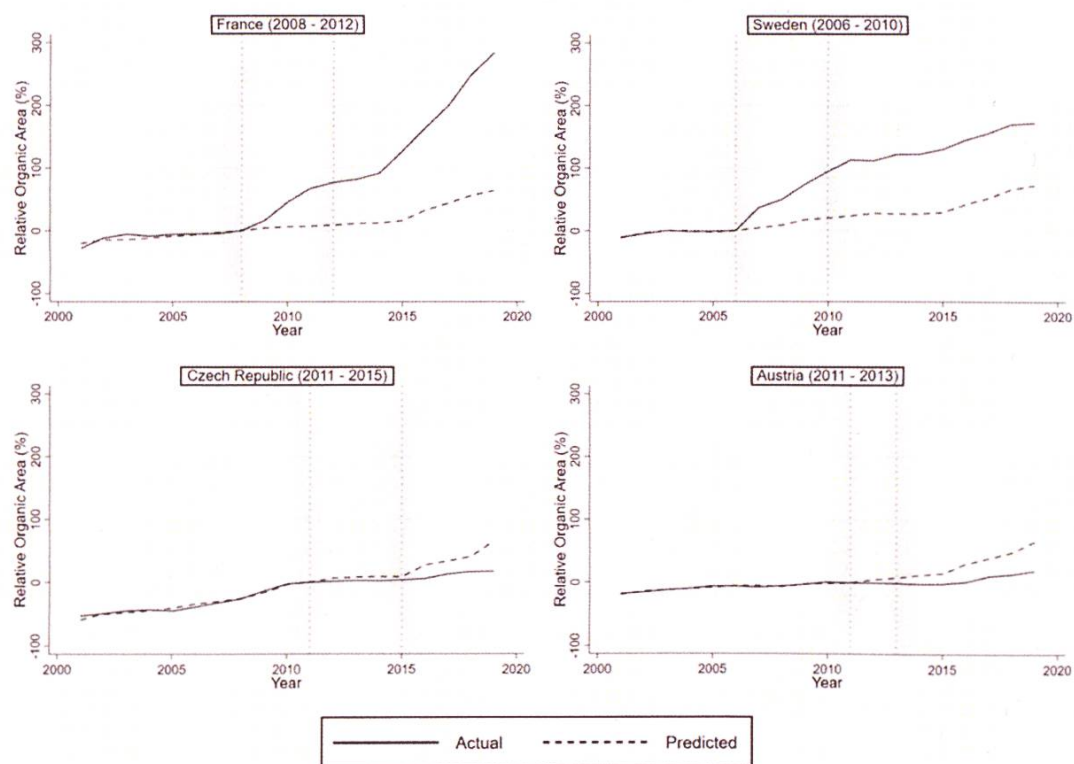 France (2008 - 2012)
Relative Organic Area (%)
300
200
100
0
-100
2000
2005
2010
2015
2020
Year
Sweden (2006 - 2010)
Relative Organic Area (%)
300
200
100
0
-100
2000
2005
2010
2015
2020
Year
Czech Republic (2011 - 2015)
Relative Organic Area (%)
300
200
100
0
-100
2000
2005
2010
2015
2020
Year
Austria (2011 - 2013)
Relative Organic Area (%)
300
200
100
0
-100
2000
2005
2010
2015
2020
Year
Actual
Predicted